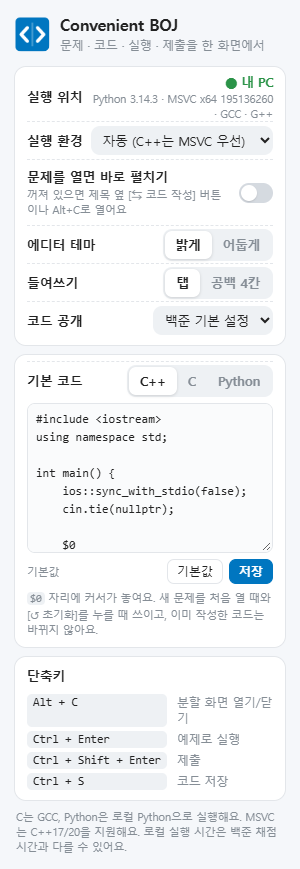 Convenient BOJ
문제 · 코드 · 실행 · 제출을 한 화면에서
실행 위치
내 PC
Python 3.14.3 · MSVC x64 195136260
· GCC · G++
실행 환경
자동 (C++는 MSVC 우선)
문제를 열면 바로 펼치기
꺼져 있으면 제목 옆 [⇆ 코드 작성] 버튼
이나 Alt+C로 열어요
에디터 테마
밝게 어둡게
들여쓰기
탭 공백 4칸
코드 공개
백준 기본 설정
기본 코드
C++ C Python
#include <iostream>
using namespace std;
int main() {
    ios::sync_with_stdio(false);
    cin.tie(nullptr);
    $0
기본값
기본값 저장
$0 자리에 커서가 놓여요. 새 문제를 처음 열 때와
[↺ 초기화]를 누를 때 쓰이고, 이미 작성한 코드는
바뀌지 않아요.
단축키
Alt + C
분할 화면 열기/닫
기
Ctrl + Enter
예제로 실행
Ctrl + Shift + Enter
제출
Ctrl + S
코드 저장
C는 GCC, Python은 로컬 Python으로 실행해요. MSVC
는 C++17/20을 지원해요. 로컬 실행 시간은 백준 채점
시간과 다를 수 있어요.